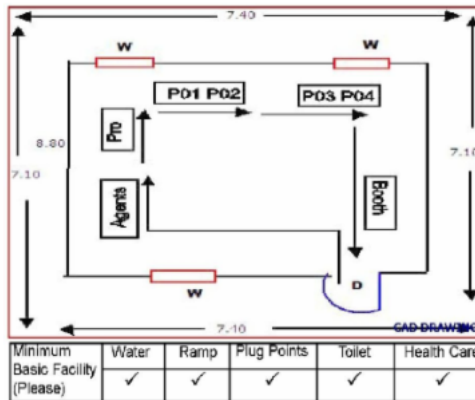 7.40
W
W
P01 P02
P03 P04
Pro
8.80
7.10
7.10
Agents
Booth
W
D
7.40
CAD DRAWING
Minimum Basic Facility (Please)
Water
Ramp
Plug Points
Toilet
Health Care
✓ ✓ ✓ ✓ ✓